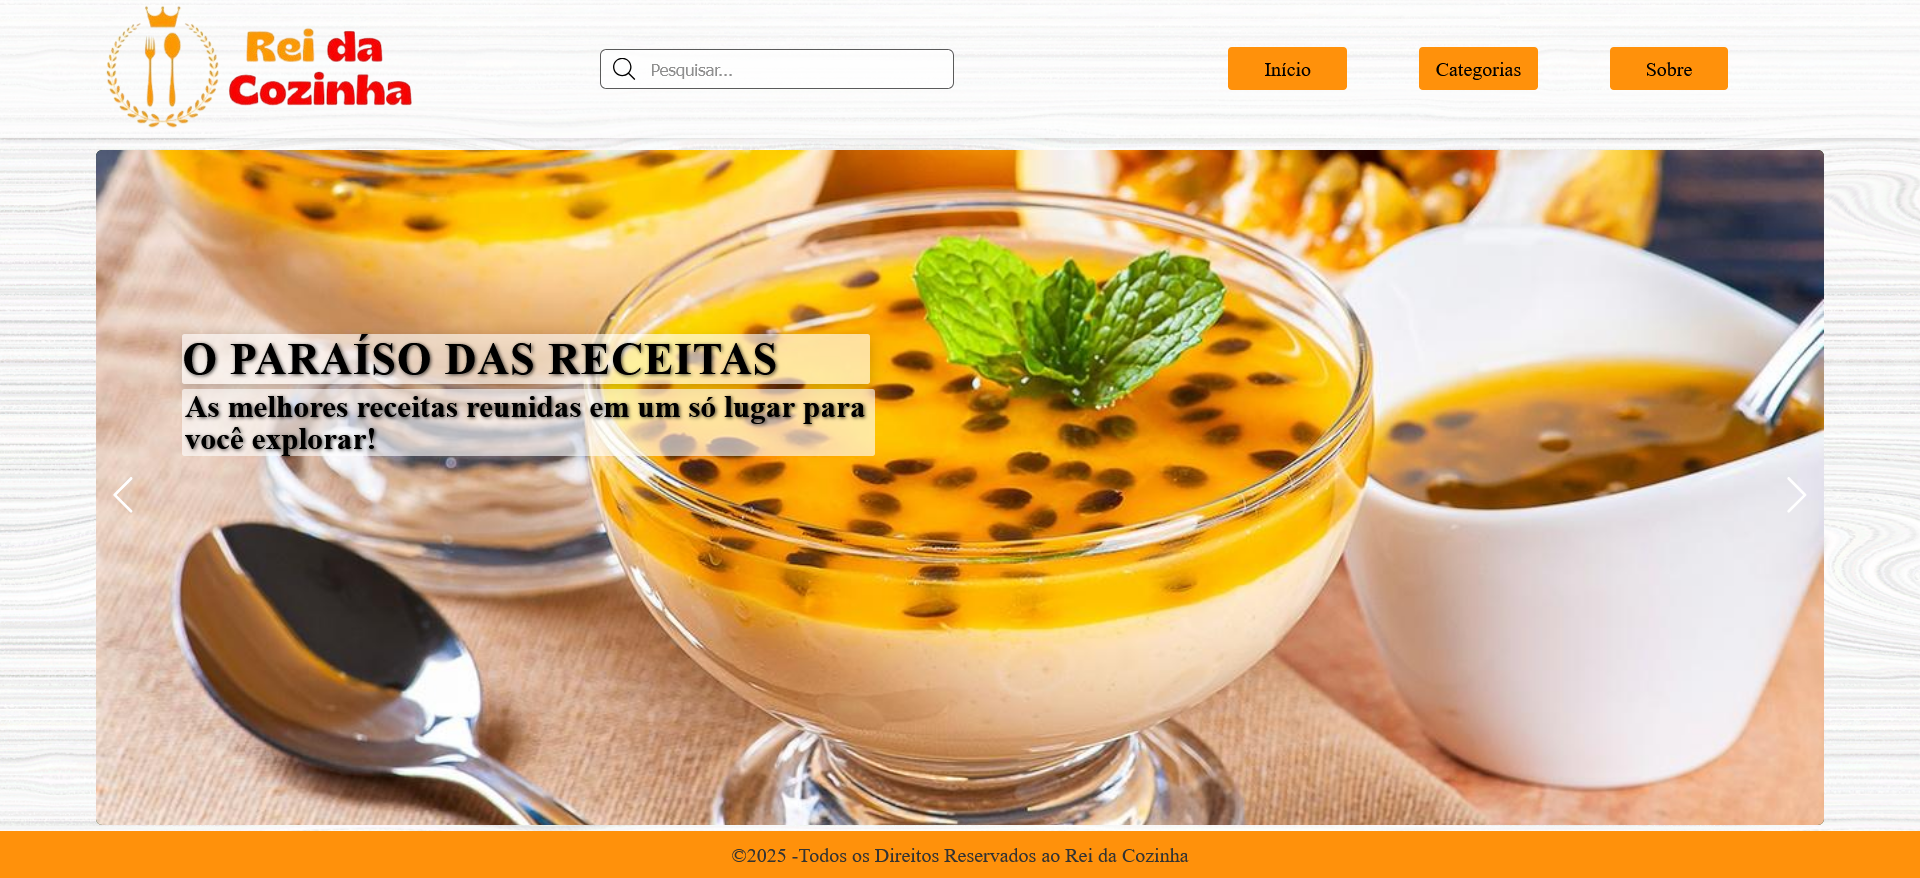 Rei da
Cozinha
Pesquisar...
Início
Categorias
Sobre
O PARAÍSO DAS RECEITAS
As melhores receitas reunidas em um só lugar para
você explorar!
©2025 -Todos os Direitos Reservados ao Rei da Cozinha